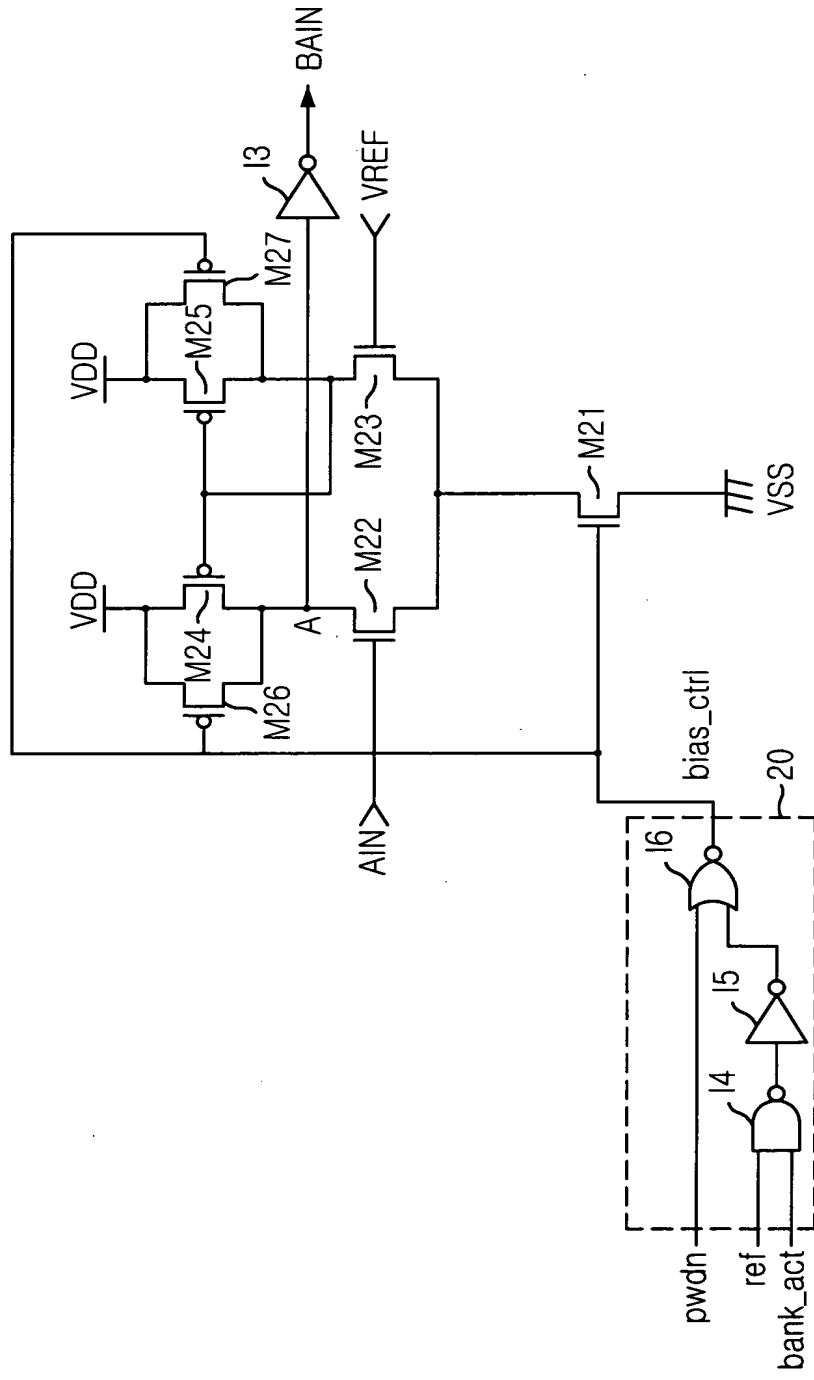 VDD
VDD
M26
M24
M25
M27
A
I3
BAIN
AIN
M22
M23
VREF
bias_ctrl
M21
VSS
20
pwdn
ref
bank_act
I4
I5
I6